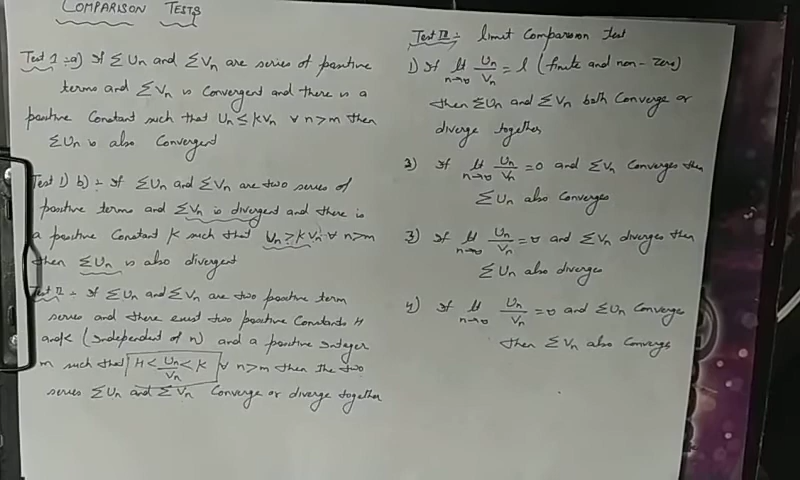 COMPARISON TESTS
Test 1 :- a) If ΣUn and ΣVn are series of positive
terms and ΣVn is Convergent and there is a
positive Constant such that Un ≤ kVn ∀ n>m then
ΣUn is also Convergent
Test 1) b) :- If ΣUn and ΣVn are two series of
positive terms and ΣVn is divergent and there is
a positive Constant K such that Un > kVn ∀ n>m
then ΣUn is also divergent
Test II :- If ΣUn and ΣVn are two positive term
series and there exist two positive Constants H
and k (Independent of n) and a positive Integer
m such that H < Un/Vn < K ∀ n>m then the two
series ΣUn and ΣVn Converge or diverge together
Test III :- limit Comparison test
1) If lt n→∞ Un/Vn = l (finite and non-zero)
then ΣUn and ΣVn both Converge or
diverge together
2) If lt n→∞ Un/Vn = 0 and ΣVn Converges then
ΣUn also Converges
3) If lt n→∞ Un/Vn = ∞ and ΣVn diverges then
ΣUn also diverges
4) If lt n→∞ Un/Vn = ∞ and ΣUn Converges
then ΣVn also Converges